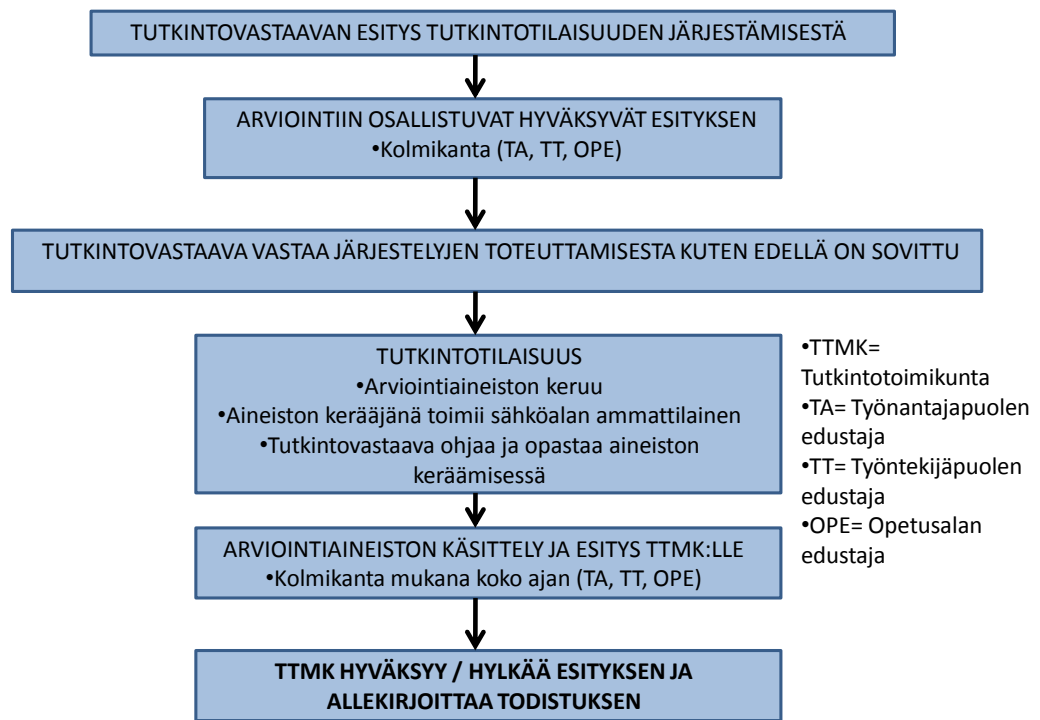 TUTKINTOVASTAAVAN ESITYS TUTKINTOTILAISUUDEN JÄRJESTÄMISESTÄ
ARVIOINTIIN OSALLISTUVAT HYVÄKSYVÄT ESITYKSEN
•Kolmikanta (TA, TT, OPE)
TUTKINTOVASTAAVA VASTAA JÄRJESTELYJEN TOTEUTTAMISESTA KUTEN EDELLÄ ON SOVITTU
TUTKINTOTILAISUUS
•Arviointiaineiston keruu
•Aineiston kerääjänä toimii sähköalan ammattilainen
•Tutkintovastaava ohjaa ja opastaa aineiston
keräämisessä
•TTMK=
Tutkintotoimikunta
•TA= Työnantajapuolen
edustaja
•TT= Työntekijäpuolen
edustaja
•OPE= Opetusalan
edustaja
ARVIOINTIAINEISTON KÄSITTELY JA ESITYS TTMK:LLE
•Kolmikanta mukana koko ajan (TA, TT, OPE)
TTMK HYVÄKSYY / HYLKÄÄ ESITYKSEN JA
ALLEKIRJOITTAA TODISTUKSEN